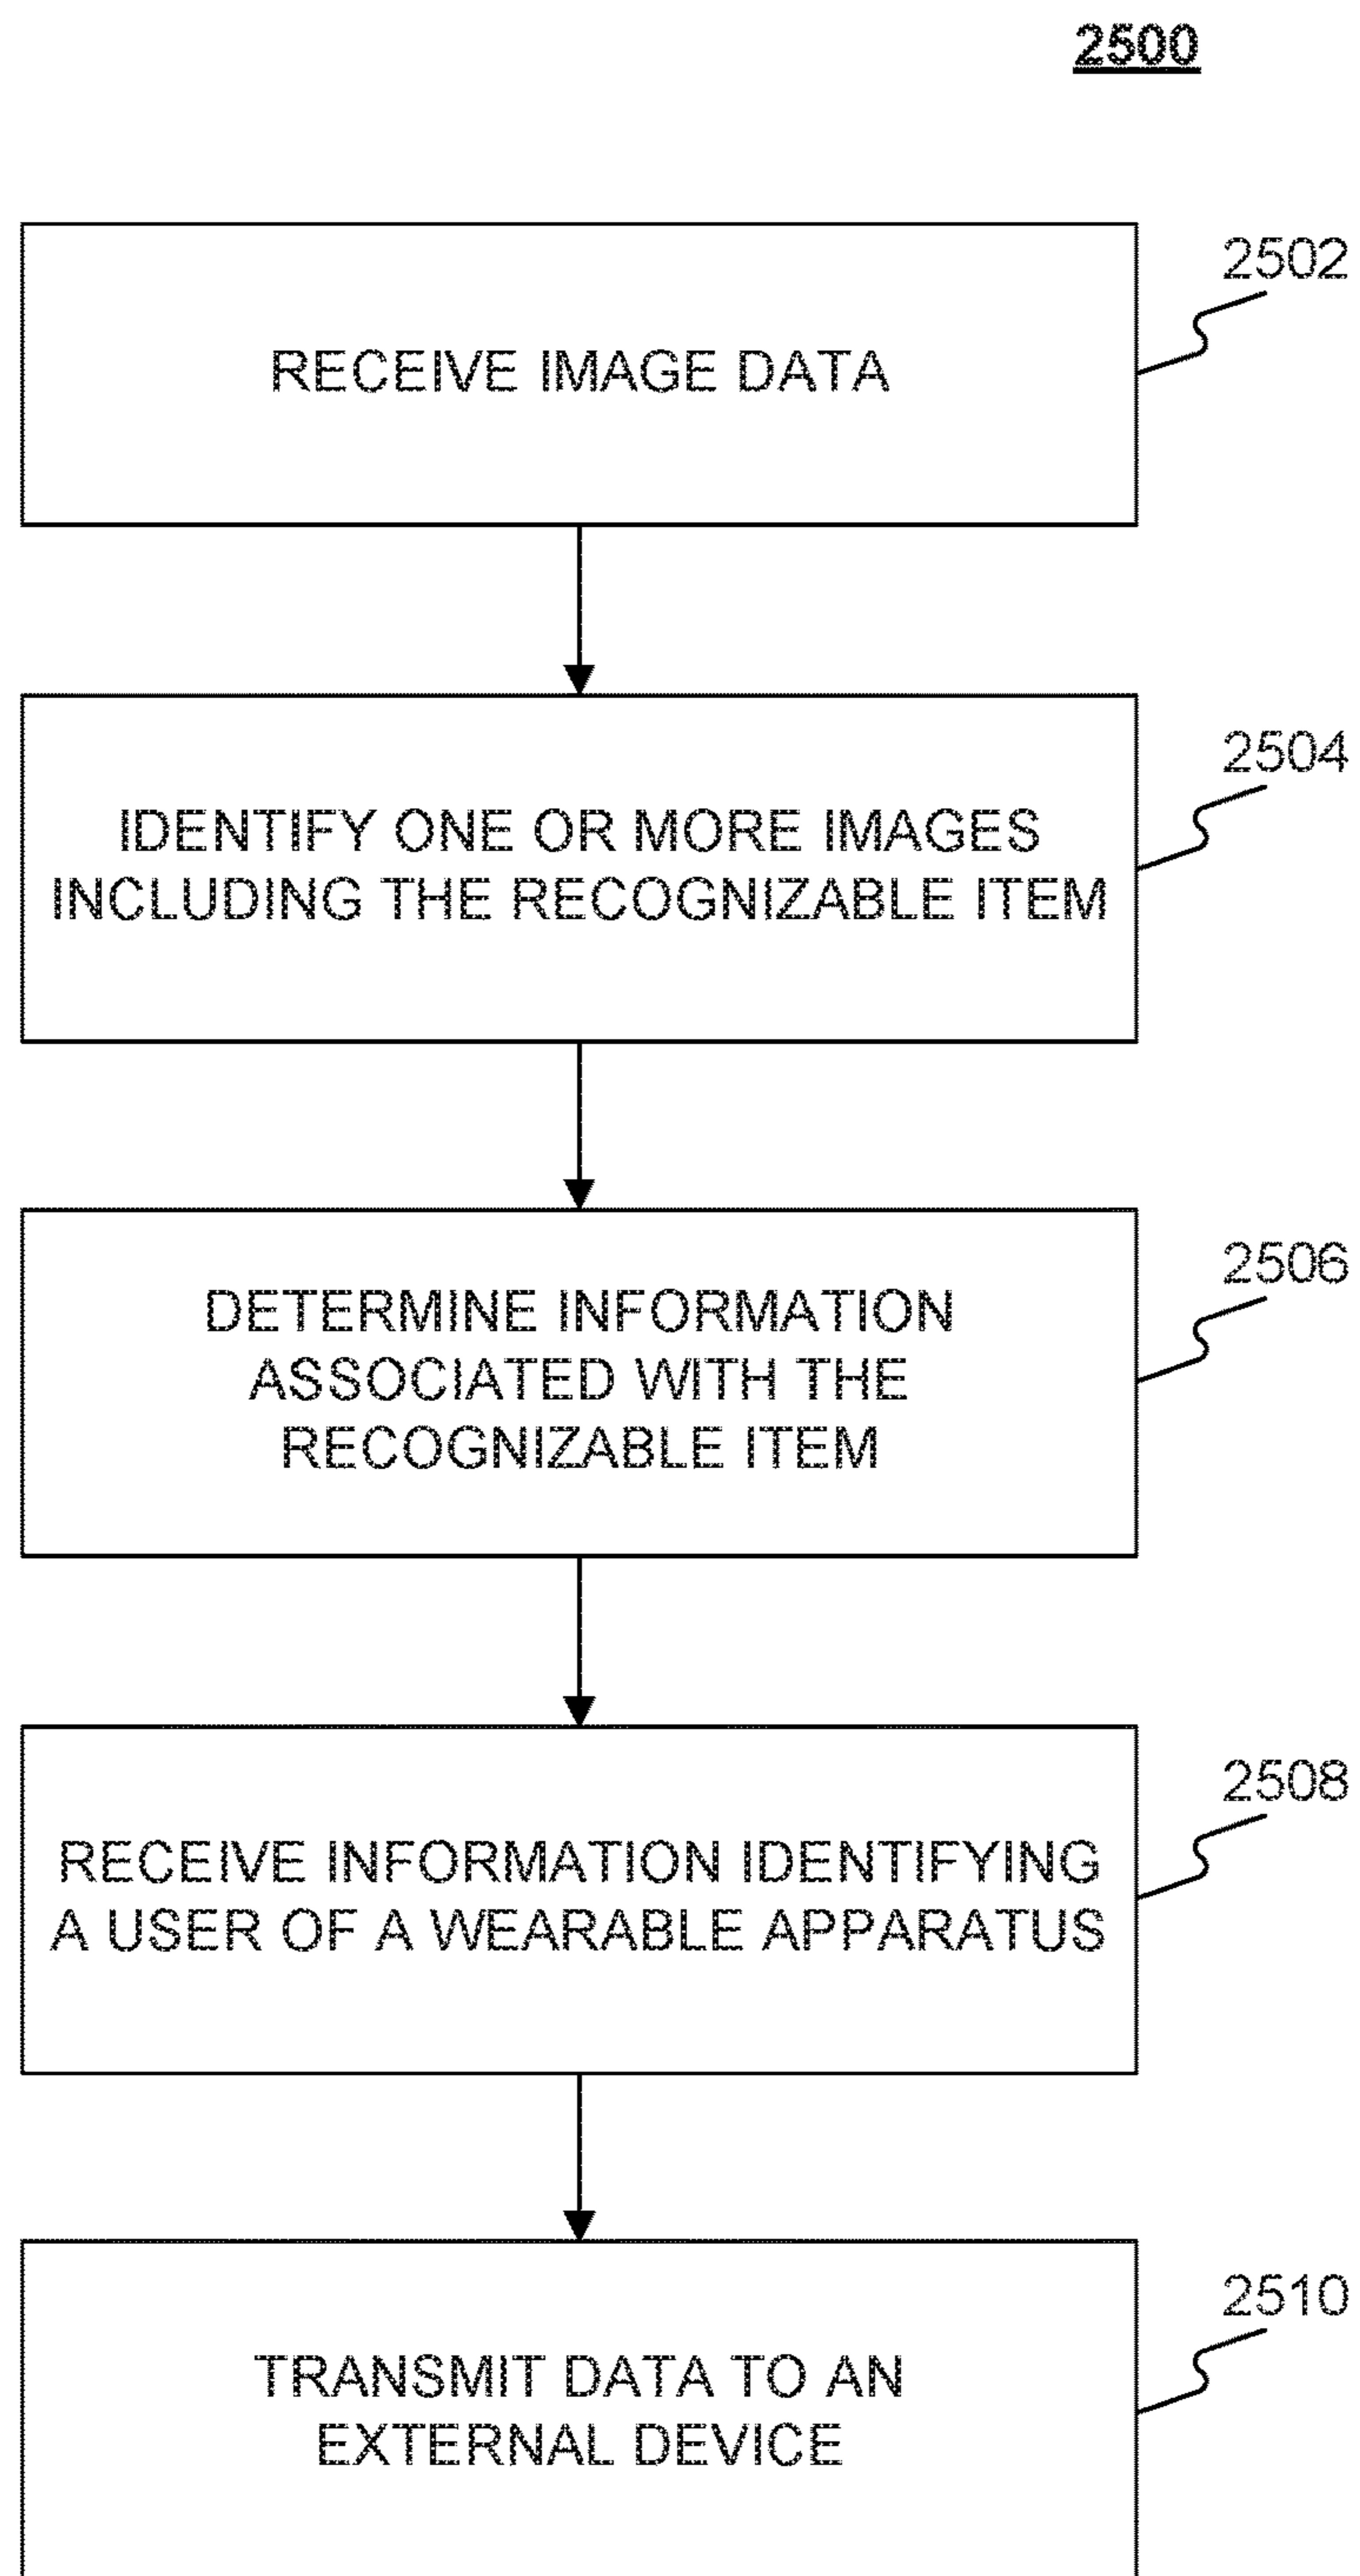 2500
2502
RECEIVE IMAGE DATA
2504
IDENTIFY ONE OR MORE IMAGES
INCLUDING THE RECOGNIZABLE ITEM
2506
DETERMINE INFORMATION
ASSOCIATED WITH THE
RECOGNIZABLE ITEM
2508
RECEIVE INFORMATION IDENTIFYING
A USER OF A WEARABLE APPARATUS
2510
TRANSMIT DATA TO AN
EXTERNAL DEVICE